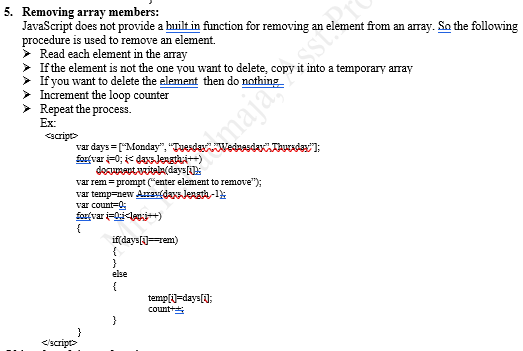 5. Removing array members:
JavaScript does not provide a built.in function for removing an element from an array. So the following
procedure is used to remove an element.
➤ Read each element in the array
➤ If the element is not the one you want to delete, copy it into a temporary array
➤ If you want to delete the element then do nothing.
➤ Increment the loop counter
➤ Repeat the process.
Ex:
<script>
var days = ["Monday", "Tuesday","Wednesday","Thursday"];
for(var i=0; i< days.length;i++)
document.writeln(days[i]);
var rem = prompt ("enter element to remove");
var temp=new Array(days.length -1);
var count=0;
for(var i=0;i<len;i++)
{
if(days[i]==rem)
{
}
else
{
temp[i]=days[i];
count++;
}
}
</script>